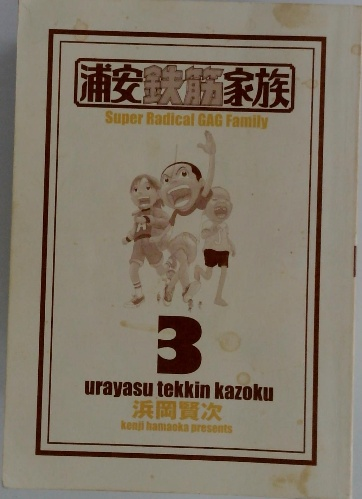 浦安鉄筋家族
Super Radical GAG Family
3
urayasu tekkin kazoku
浜岡賢次
kenji hamaoka presents